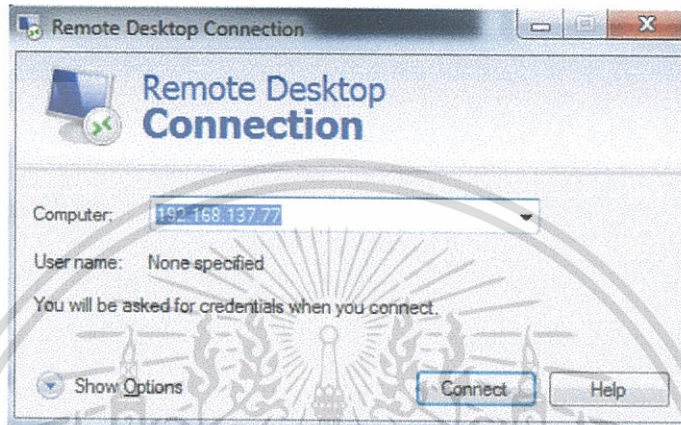 Remote Desktop Connection
Remote Desktop
Connection
Computer: 192.168.137.77
User name: None specified
You will be asked for credentials when you connect.
Show Options
Connect Help